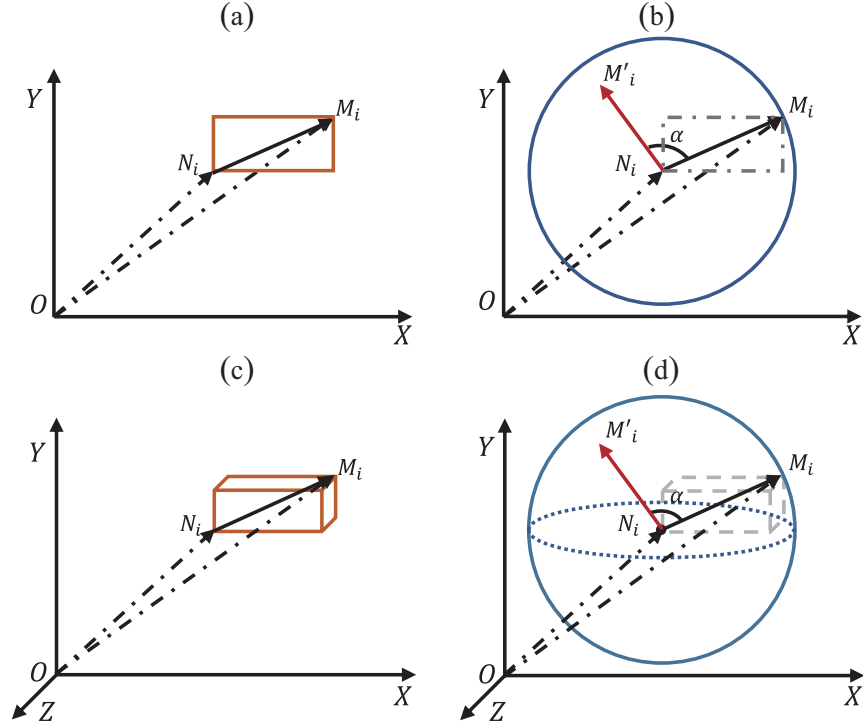 (a)
(b)
Y
M_i
N_i
O
X
Y
M'_i
M_i
α
N_i
O
X
(c)
(d)
Y
M_i
N_i
O
X
Z
Y
M'_i
M_i
α
N_i
O
X
Z